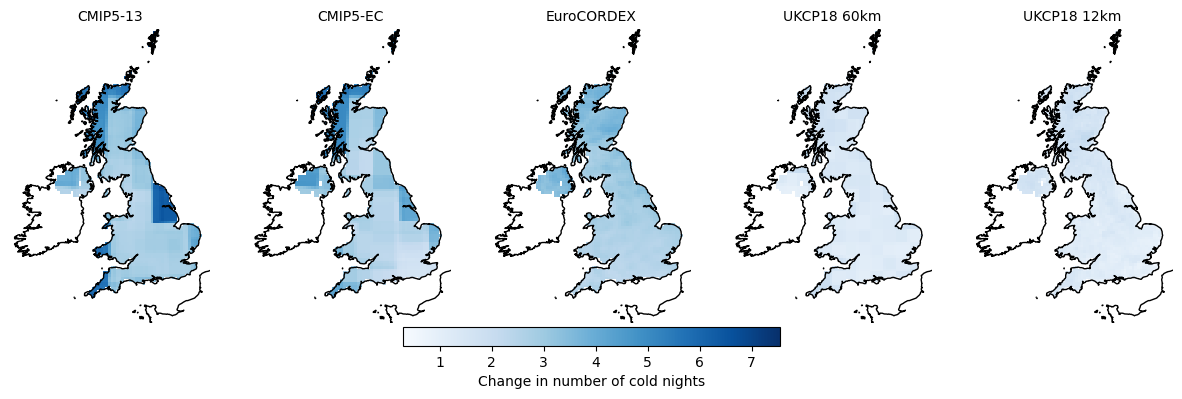 CMIP5-13 CMIP5-EC EuroCORDEX UKCP18 60km UKCP18 12km
1 2 3 4 5 6 7
Change in number of cold nights